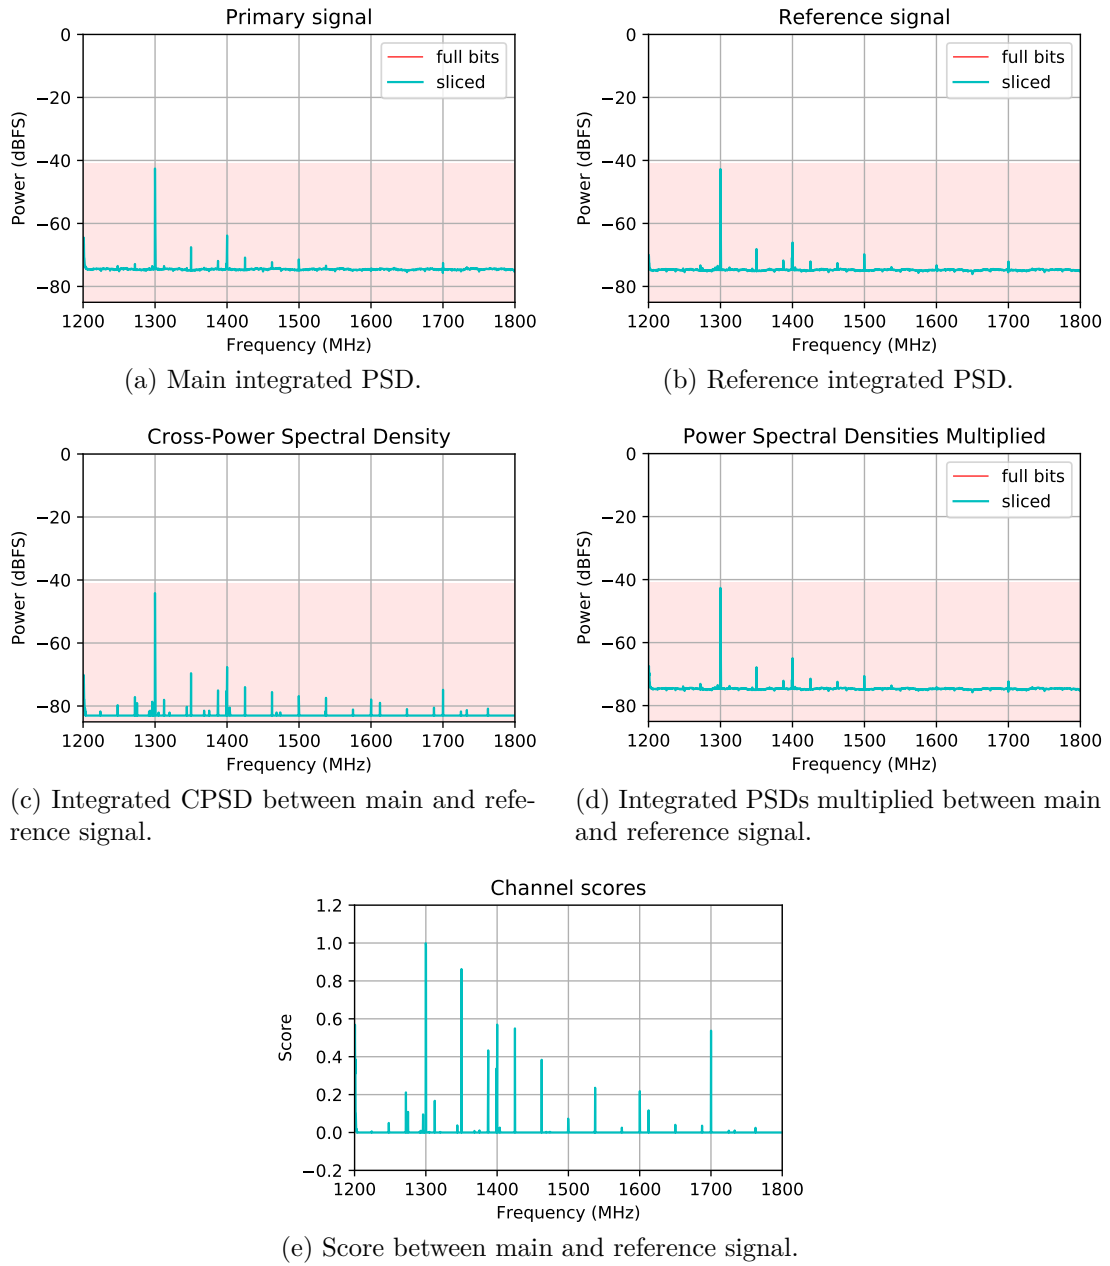 Primary signal
0
−20
−40
−60
−80
Power (dBFS)
full bits
sliced
1200 1300 1400 1500 1600 1700 1800
Frequency (MHz)
(a) Main integrated PSD.
Reference signal
0
−20
−40
−60
−80
Power (dBFS)
full bits
sliced
1200 1300 1400 1500 1600 1700 1800
Frequency (MHz)
(b) Reference integrated PSD.
Cross-Power Spectral Density
0
−20
−40
−60
−80
Power (dBFS)
1200 1300 1400 1500 1600 1700 1800
Frequency (MHz)
(c) Integrated CPSD between main and refe-
rence signal.
Power Spectral Densities Multiplied
0
−20
−40
−60
−80
Power (dBFS)
full bits
sliced
1200 1300 1400 1500 1600 1700 1800
Frequency (MHz)
(d) Integrated PSDs multiplied between main
and reference signal.
Channel scores
1.2
1.0
0.8
0.6
0.4
0.2
0.0
−0.2
Score
1200 1300 1400 1500 1600 1700 1800
Frequency (MHz)
(e) Score between main and reference signal.